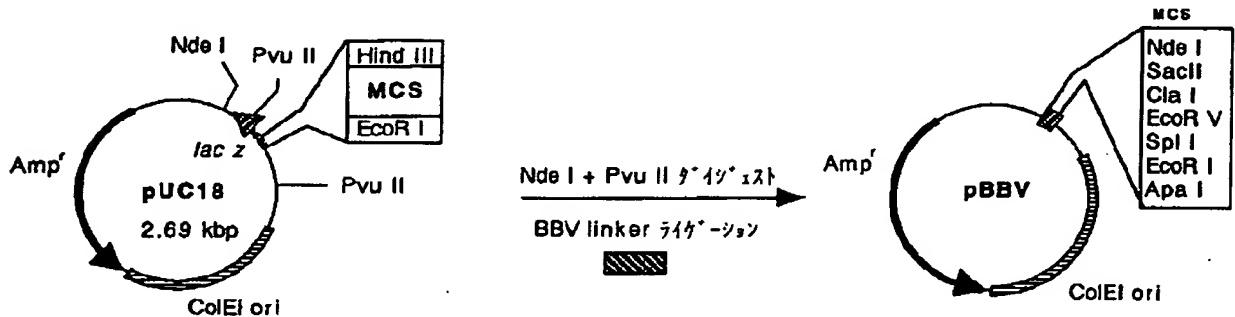 Nde I
Pvu II
Hind III
MCS
EcoR I
lac z
Ampʳ
pUC18
2.69 kbp
Pvu II
ColEI ori
Nde I + Pvu II ﾀﾞｲｼﾞｪｽﾄ
BBV linker ﾗｲｹﾞｰｼｮﾝ
MCS
Nde I
SacII
Cla I
EcoR V
Spl I
EcoR I
Apa I
Ampʳ
pBBV
ColEI ori